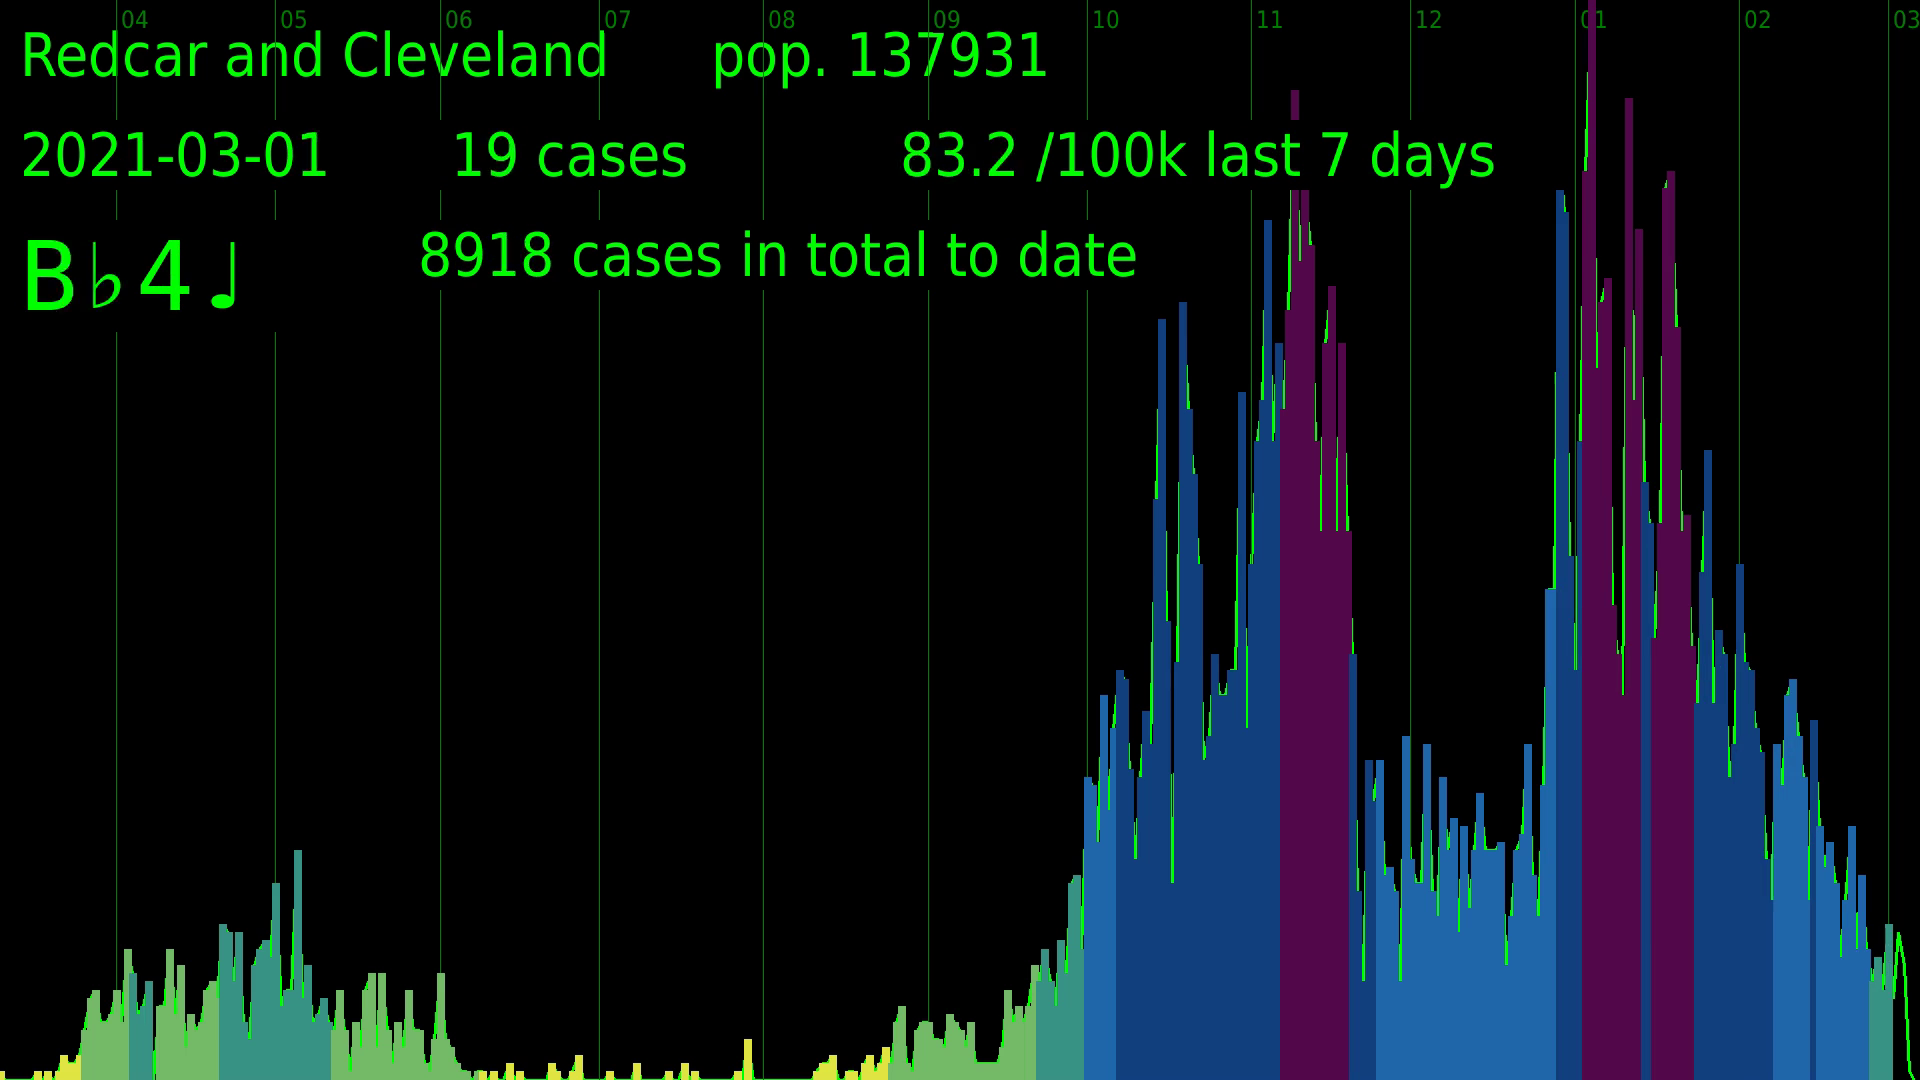 04 05 06 07 08 09 10 11 12 01 02 03
Redcar and Cleveland pop. 137931
2021-03-01 19 cases 83.2 /100k last 7 days
B♭4♩ 8918 cases in total to date